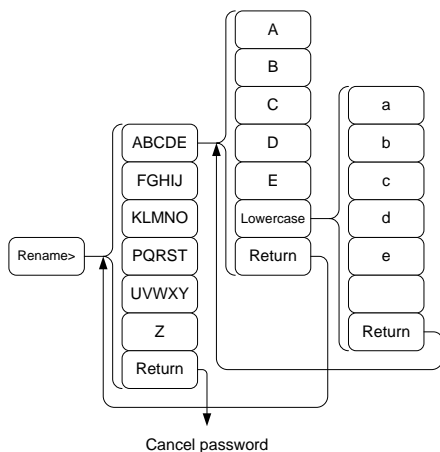 Rename>
ABCDE
FGHIJ
KLMNO
PQRST
UVWXY
Z
Return
A
B
C
D
E
Lowercase
Return
a
b
c
d
e
Return
Cancel password